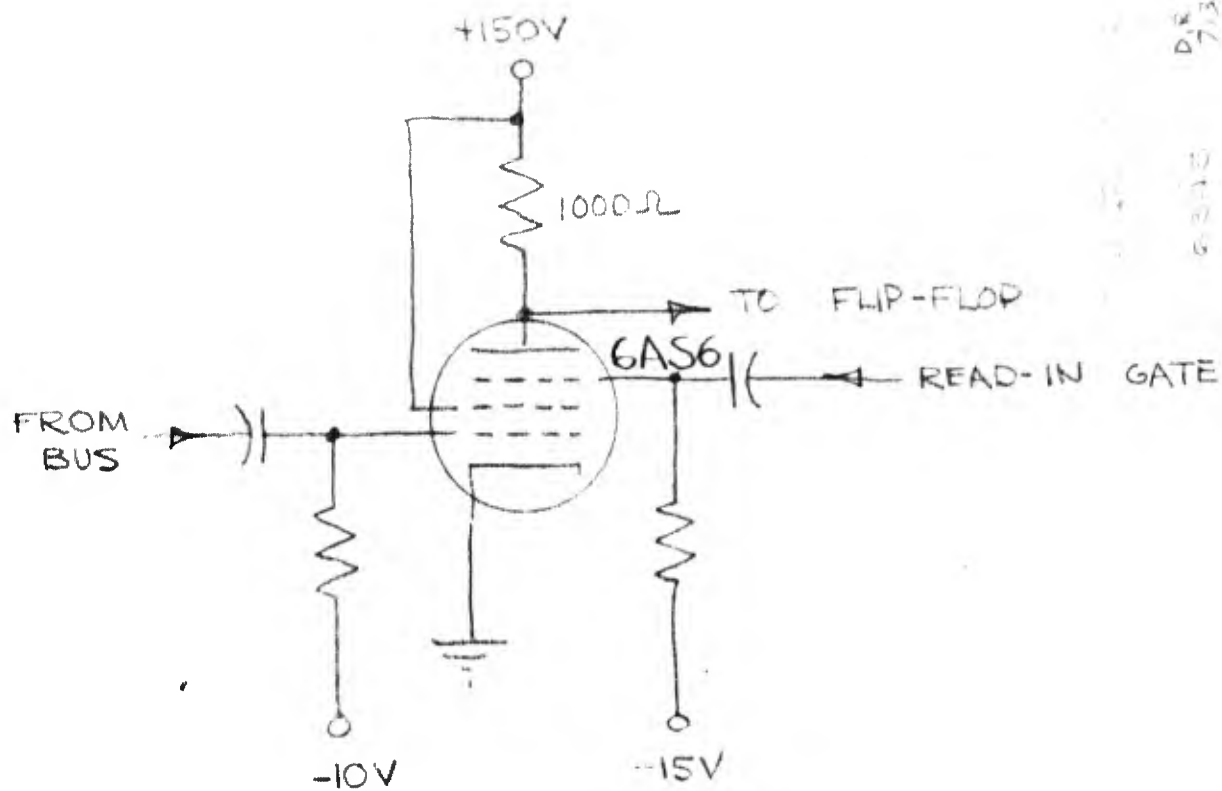 +150V
1000Ω
TO FLIP-FLOP
6AS6
READ-IN GATE
FROM
BUS
-10V
-15V